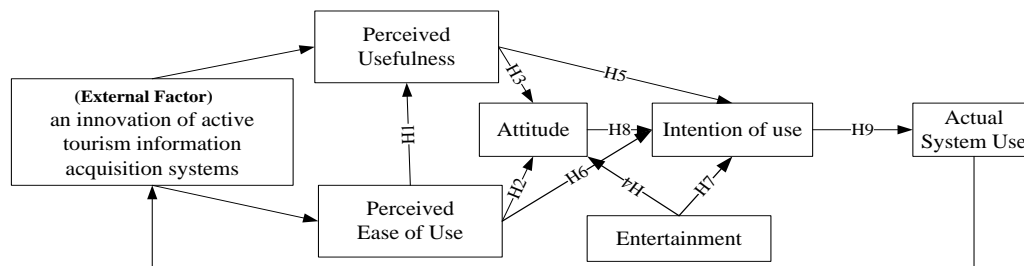 Perceived
Usefulness
(External Factor)
an innovation of active
tourism information
acquisition systems
Attitude
Intention of use
Actual
System Use
Perceived
Ease of Use
Entertainment
H1
H2
H3
H4
H5
H6
H7
H8
H9